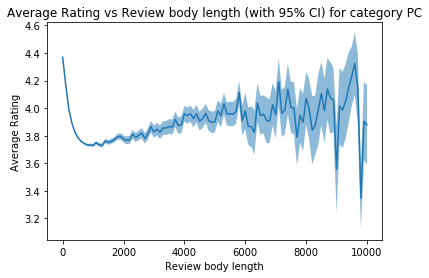 Average Rating vs Review body length (with 95% CI) for category PC
4.6
4.4
4.2
4.0
3.8
3.6
3.4
3.2
Average Rating
0 2000 4000 6000 8000 10000
Review body length